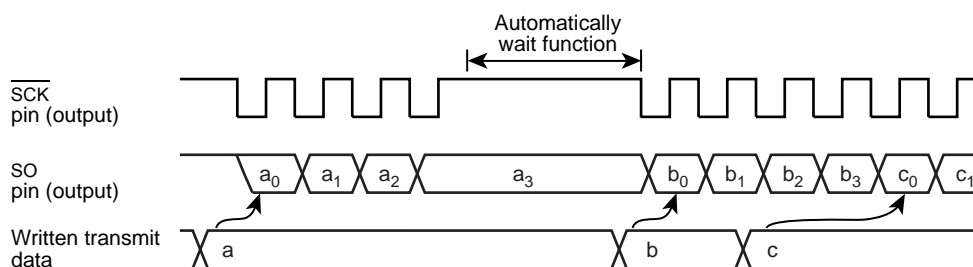 Automatically
wait function
SCK
pin (output)
SO
pin (output)
a0 a1 a2 a3 b0 b1 b2 b3 c0 c1
Written transmit
data
a b c